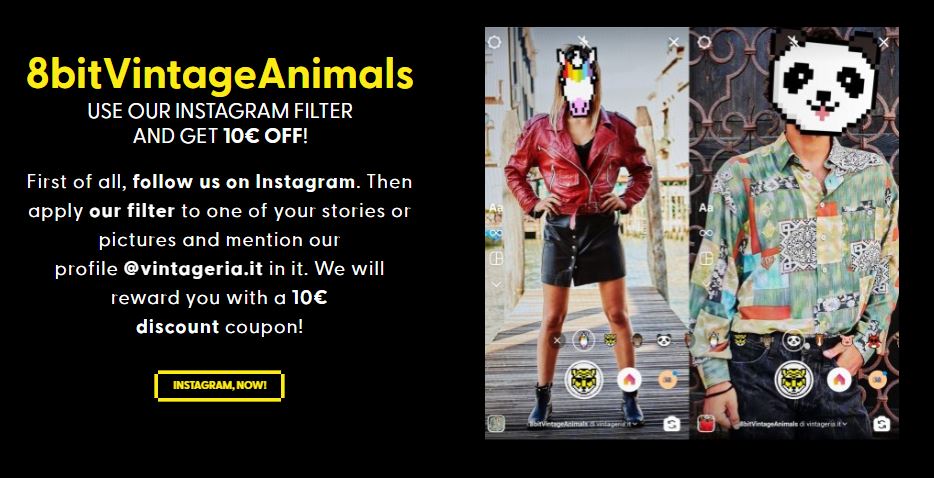 8bitVintageAnimals
USE OUR INSTAGRAM FILTER
AND GET 10€ OFF!
First of all, follow us on Instagram. Then
apply our filter to one of your stories or
pictures and mention our
profile @vintageria.it in it. We will
reward you with a 10€
discount coupon!
INSTAGRAM, NOW!
Aa
8bitVintageAnimals di vintageria.it
Aa
8bitVintageAnimals di vintageria.it